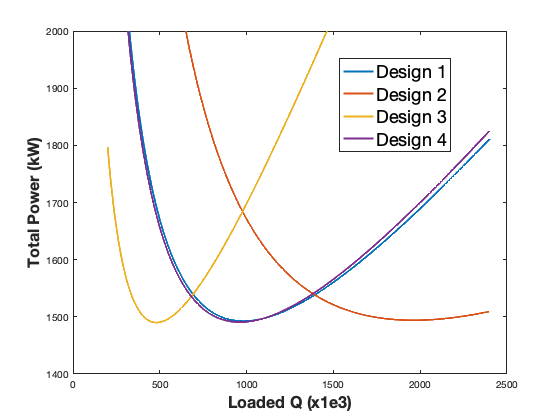 2000
1900
1800
1700
1600
1500
1400
Total Power (kW)
Design 1
Design 2
Design 3
Design 4
0 500 1000 1500 2000 2500
Loaded Q (x1e3)